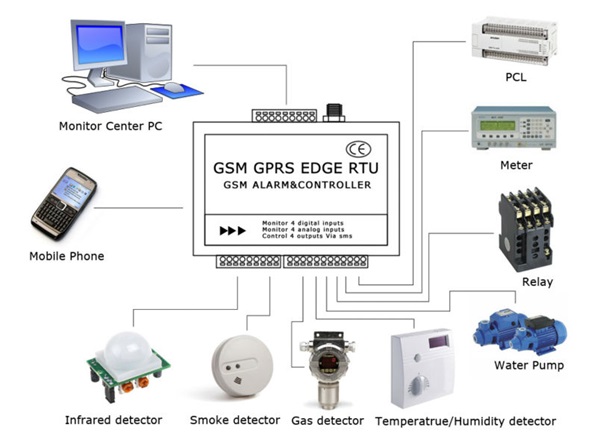 PCL
Monitor Center PC
CE
GSM GPRS EDGE RTU
GSM ALARM&CONTROLLER
Meter
Monitor 4 digital inputs
Monitor 4 analog inputs
Control 4 outputs Via sms
Mobile Phone
Relay
Water Pump
Infrared detector
Smoke detector
Gas detector
Temperatrue/Humidity detector